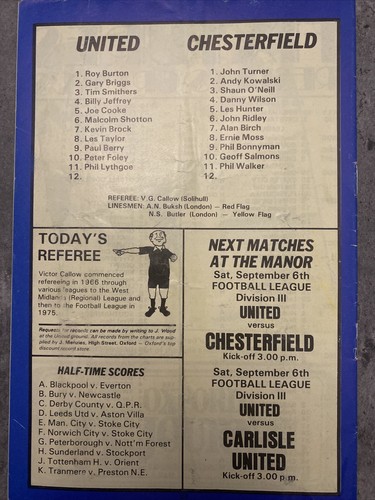 UNITED
1. Roy Burton
2. Gary Briggs
3. Tim Smithers
4. Billy Jeffrey
5. Joe Cooke
6. Malcolm Shotton
7. Kevin Brock
8. Les Taylor
9. Paul Berry
10. Peter Foley
11. Phil Lythgoe
12.
CHESTERFIELD
1. John Turner
2. Andy Kowalski
3. Shaun O'Neill
4. Danny Wilson
5. Les Hunter
6. John Ridley
7. Alan Birch
8. Ernie Moss
9. Phil Bonnyman
10. Geoff Salmons
11. Phil Walker
12.
REFEREE: V.G. Callow (Solihull)
LINESMEN: A.N. Buksh (London) — Red Flag
N.S. Butler (London) — Yellow Flag
TODAY'S
REFEREE
Victor Callow commenced
refereeing in 1966 through
various leagues to the West
Midlands (Regional) League and
then to the Football League in
1975.
Requests for records can be made by writing to J. Wood
at the United ground. All records from the charts are sup-
plied by J. Menzies, High Street, Oxford — Oxford's top
discount record store.
HALF-TIME SCORES
A. Blackpool v. Everton
B. Bury v. Newcastle
C. Derby County v. Q.P.R.
D. Leeds Utd v. Aston Villa
E. Man. City v. Stoke City
F. Norwich City v. Stoke City
G. Peterborough v. Nott'm Forest
H. Sunderland v. Stockport
J. Tottenham H. v. Orient
K. Tranmere v. Preston N.E.
NEXT MATCHES
AT THE MANOR
Sat, September 6th
FOOTBALL LEAGUE
Division III
UNITED
versus
CHESTERFIELD
Kick-off 3.00 p.m.
Sat, September 6th
FOOTBALL LEAGUE
Division III
UNITED
versus
CARLISLE
UNITED
Kick-off 3.00 p.m.